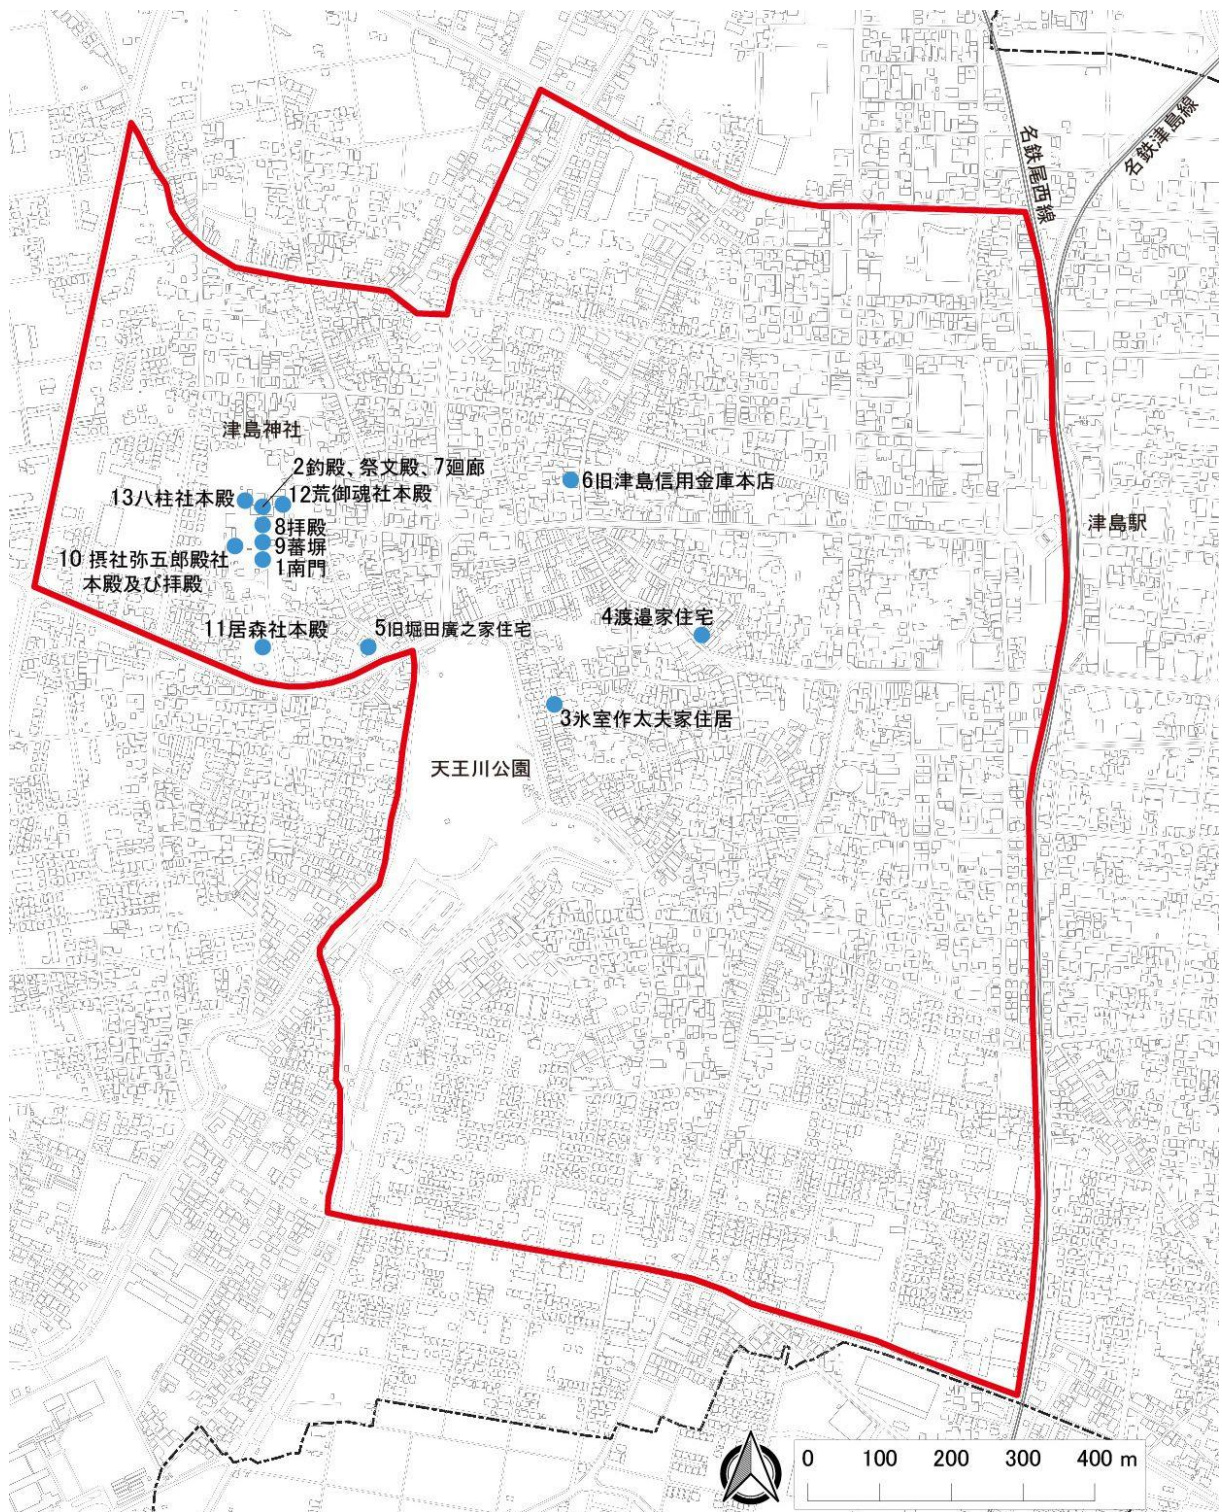 名鉄尾西線
名鉄津島線
津島神社
2釣殿、祭文殿、7廻廊
13八柱社本殿
12荒御魂社本殿
6旧津島信用金庫本店
8拝殿
9蕃塀
津島駅
10 摂社弥五郎殿社
本殿及び拝殿
1南門
4渡邉家住宅
11居森社本殿
5旧堀田廣之家住宅
3氷室作太夫家住居
天王川公園
0 100 200 300 400 m